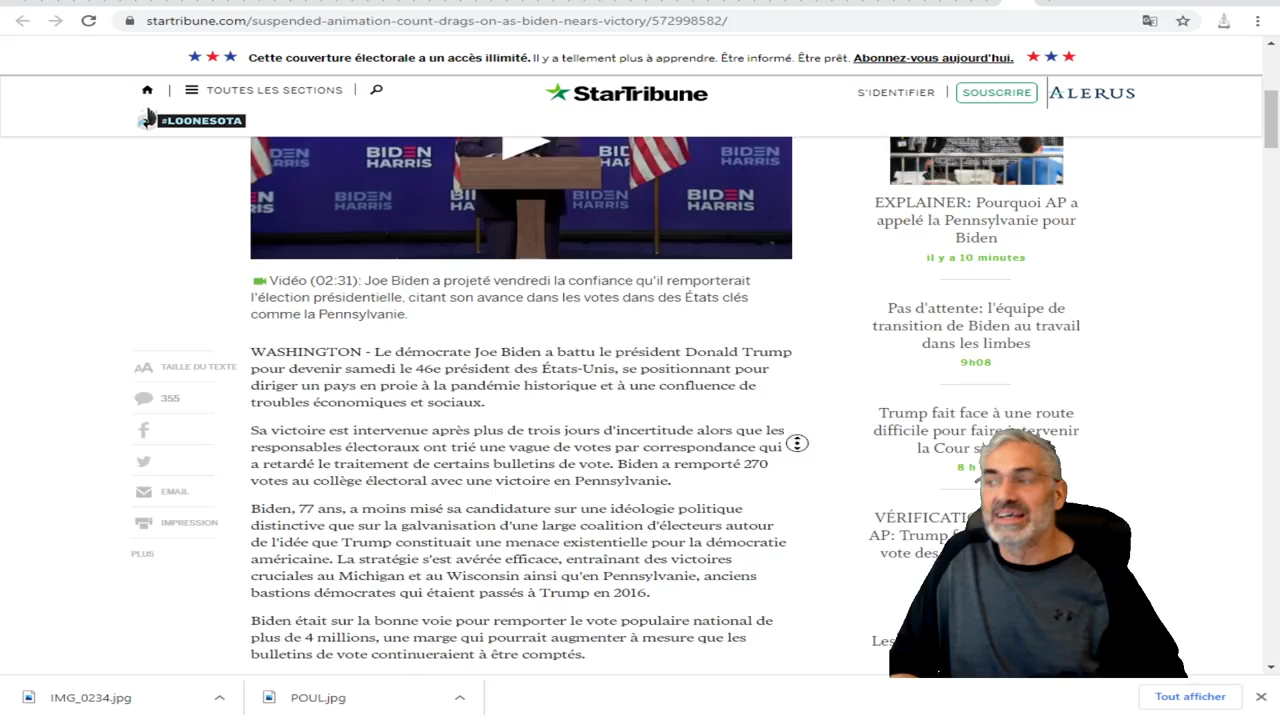 startribune.com/suspended-animation-count-drags-on-as-biden-nears-victory/572998582/
Cette couverture électorale a un accès illimité. Il y a tellement plus à apprendre. Être informé. Être prêt. Abonnez-vous aujourd'hui.
TOUTES LES SECTIONS
StarTribune
S'IDENTIFIER
SOUSCRIRE
ALERUS
#LOONESOTA
BIDEN
BIDEN HARRIS
BIDEN
BIDEN
BIDEN
BIDEN HARRIS
Vidéo (02:31): Joe Biden a projeté vendredi la confiance qu'il remporterait
l'élection présidentielle, citant son avance dans les votes dans des États clés
comme la Pennsylvanie.
WASHINGTON - Le démocrate Joe Biden a battu le président Donald Trump
pour devenir samedi le 46e président des États-Unis, se positionnant pour
diriger un pays en proie à la pandémie historique et à une confluence de
troubles économiques et sociaux.
Sa victoire est intervenue après plus de trois jours d'incertitude alors que les
responsables électoraux ont trié une vague de votes par correspondance qui
a retardé le traitement de certains bulletins de vote. Biden a remporté 270
votes au collège électoral avec une victoire en Pennsylvanie.
Biden, 77 ans, a moins misé sa candidature sur une idéologie politique
distinctive que sur la galvanisation d'une large coalition d'électeurs autour
de l'idée que Trump constituait une menace existentielle pour la démocratie
américaine. La stratégie s'est avérée efficace, entraînant des victoires
cruciales au Michigan et au Wisconsin ainsi qu'en Pennsylvanie, anciens
bastions démocrates qui étaient passés à Trump en 2016.
Biden était sur la bonne voie pour remporter le vote populaire national de
plus de 4 millions, une marge qui pourrait augmenter à mesure que les
bulletins de vote continueraient à être comptés.
AA TAILLE DU TEXTE
355
EMAIL
IMPRESSION
PLUS
EXPLAINER: Pourquoi AP a
appelé la Pennsylvanie pour
Biden
il y a 10 minutes
Pas d'attente: l'équipe de
transition de Biden au travail
dans les limbes
9h08
Trump fait face à une route
difficile pour faire intervenir
la Cour
8 h
AP: Trump
vote des
IMG_0234.jpg
POUL.jpg
Tout afficher